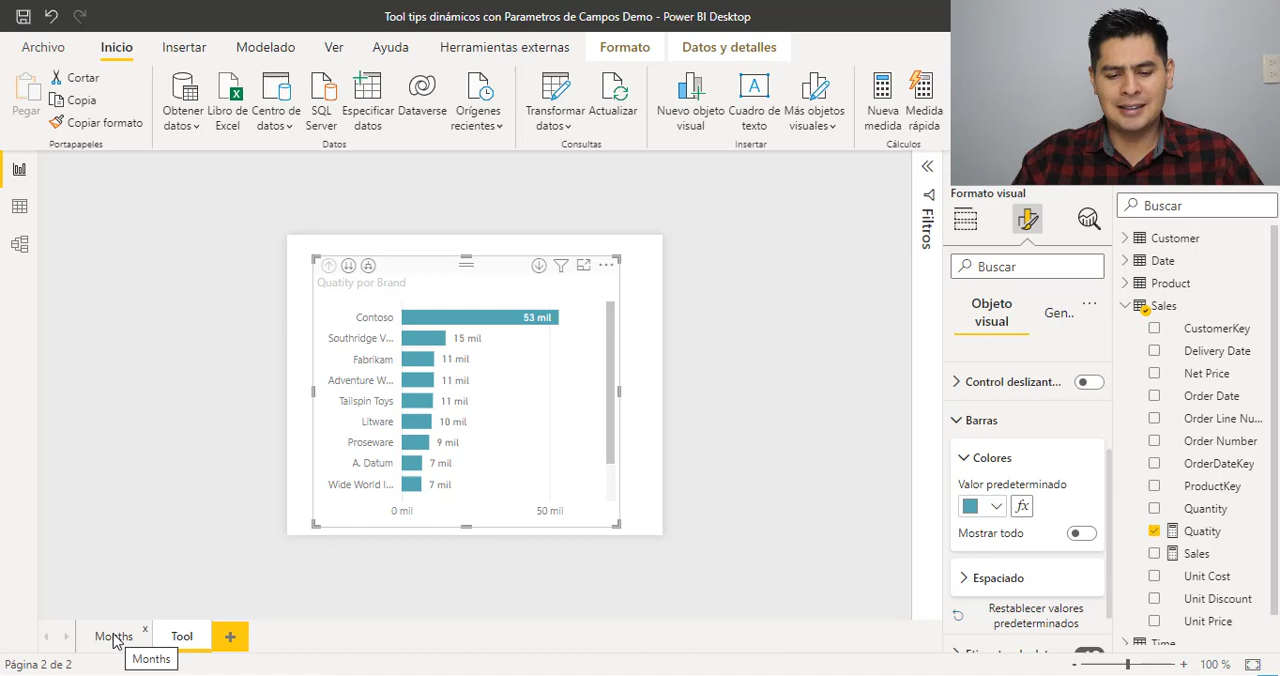 Tool tips dinámicos con Parametros de Campos Demo - Power BI Desktop
Archivo Inicio Insertar Modelado Ver Ayuda Herramientas externas Formato Datos y detalles
Pegar
Cortar
Copia
Copiar formato
Portapapeles
Obtener datos
Libro de Excel
Centro de datos
SQL Server
Especificar datos
Dataverse
Orígenes recientes
Datos
Transformar datos
Actualizar
Consultas
Nuevo objeto visual
Cuadro de texto
Más objetos visuales
Insertar
Nueva medida
Medida rápida
Cálculos
Filtros
Quatity por Brand
Contoso 53 mil
Southridge V... 15 mil
Fabrikam 11 mil
Adventure W... 11 mil
Tailspin Toys 11 mil
Litware 10 mil
Proseware 9 mil
A. Datum 7 mil
Wide World I... 7 mil
0 mil 50 mil
Formato visual
Buscar
Objeto visual
Gen..
Control deslizant...
Barras
Colores
Valor predeterminado
fx
Mostrar todo
Espaciado
Restablecer valores predeterminados
Buscar
Customer
Date
Product
Sales
CustomerKey
Delivery Date
Net Price
Order Date
Order Line Nu...
Order Number
OrderDateKey
ProductKey
Quantity
Quatity
Sales
Unit Cost
Unit Discount
Unit Price
Time
Months x
Tool
+
Months
Página 2 de 2
- + 100 %